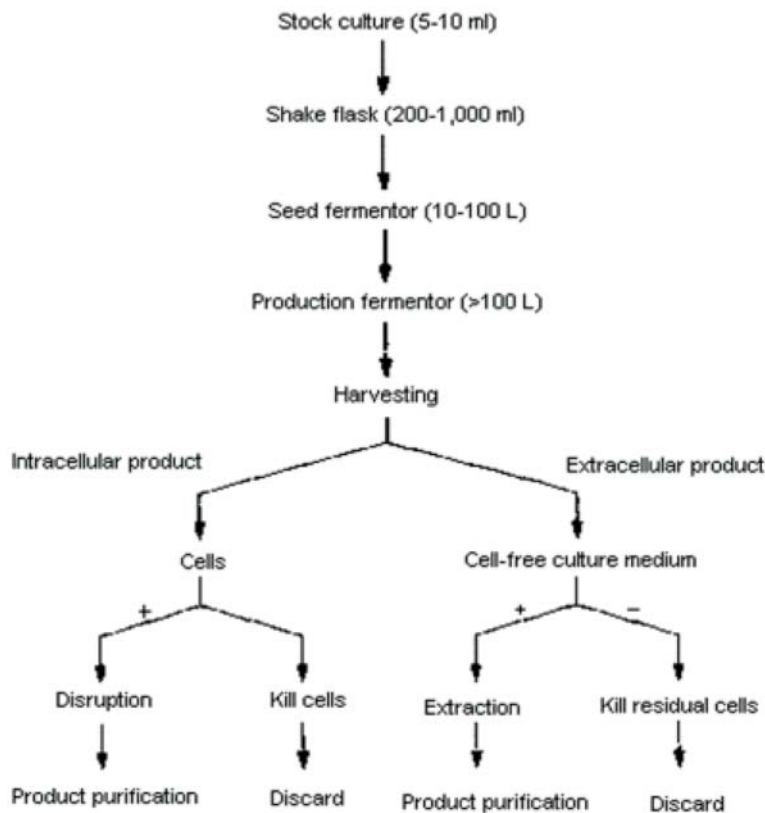 Stock culture (5-10 ml)
Shake flask (200-1,000 ml)
Seed fermentor (10-100 L)
Production fermentor (>100 L)
Harvesting
Intracellular product
Extracellular product
Cells
Cell-free culture medium
+
+
–
Disruption
Kill cells
Extraction
Kill residual cells
Product purification
Discard
Product purification
Discard